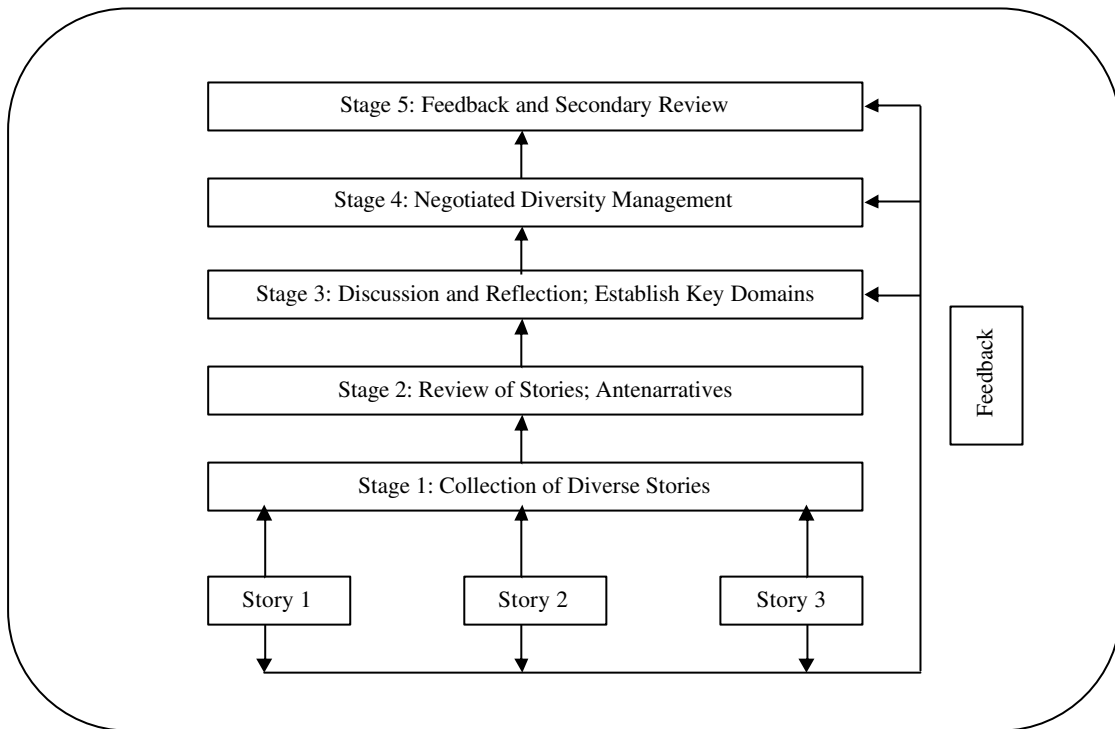 Stage 5: Feedback and Secondary Review
Stage 4: Negotiated Diversity Management
Stage 3: Discussion and Reflection; Establish Key Domains
Stage 2: Review of Stories; Antenarratives
Stage 1: Collection of Diverse Stories
Story 1
Story 2
Story 3
Feedback